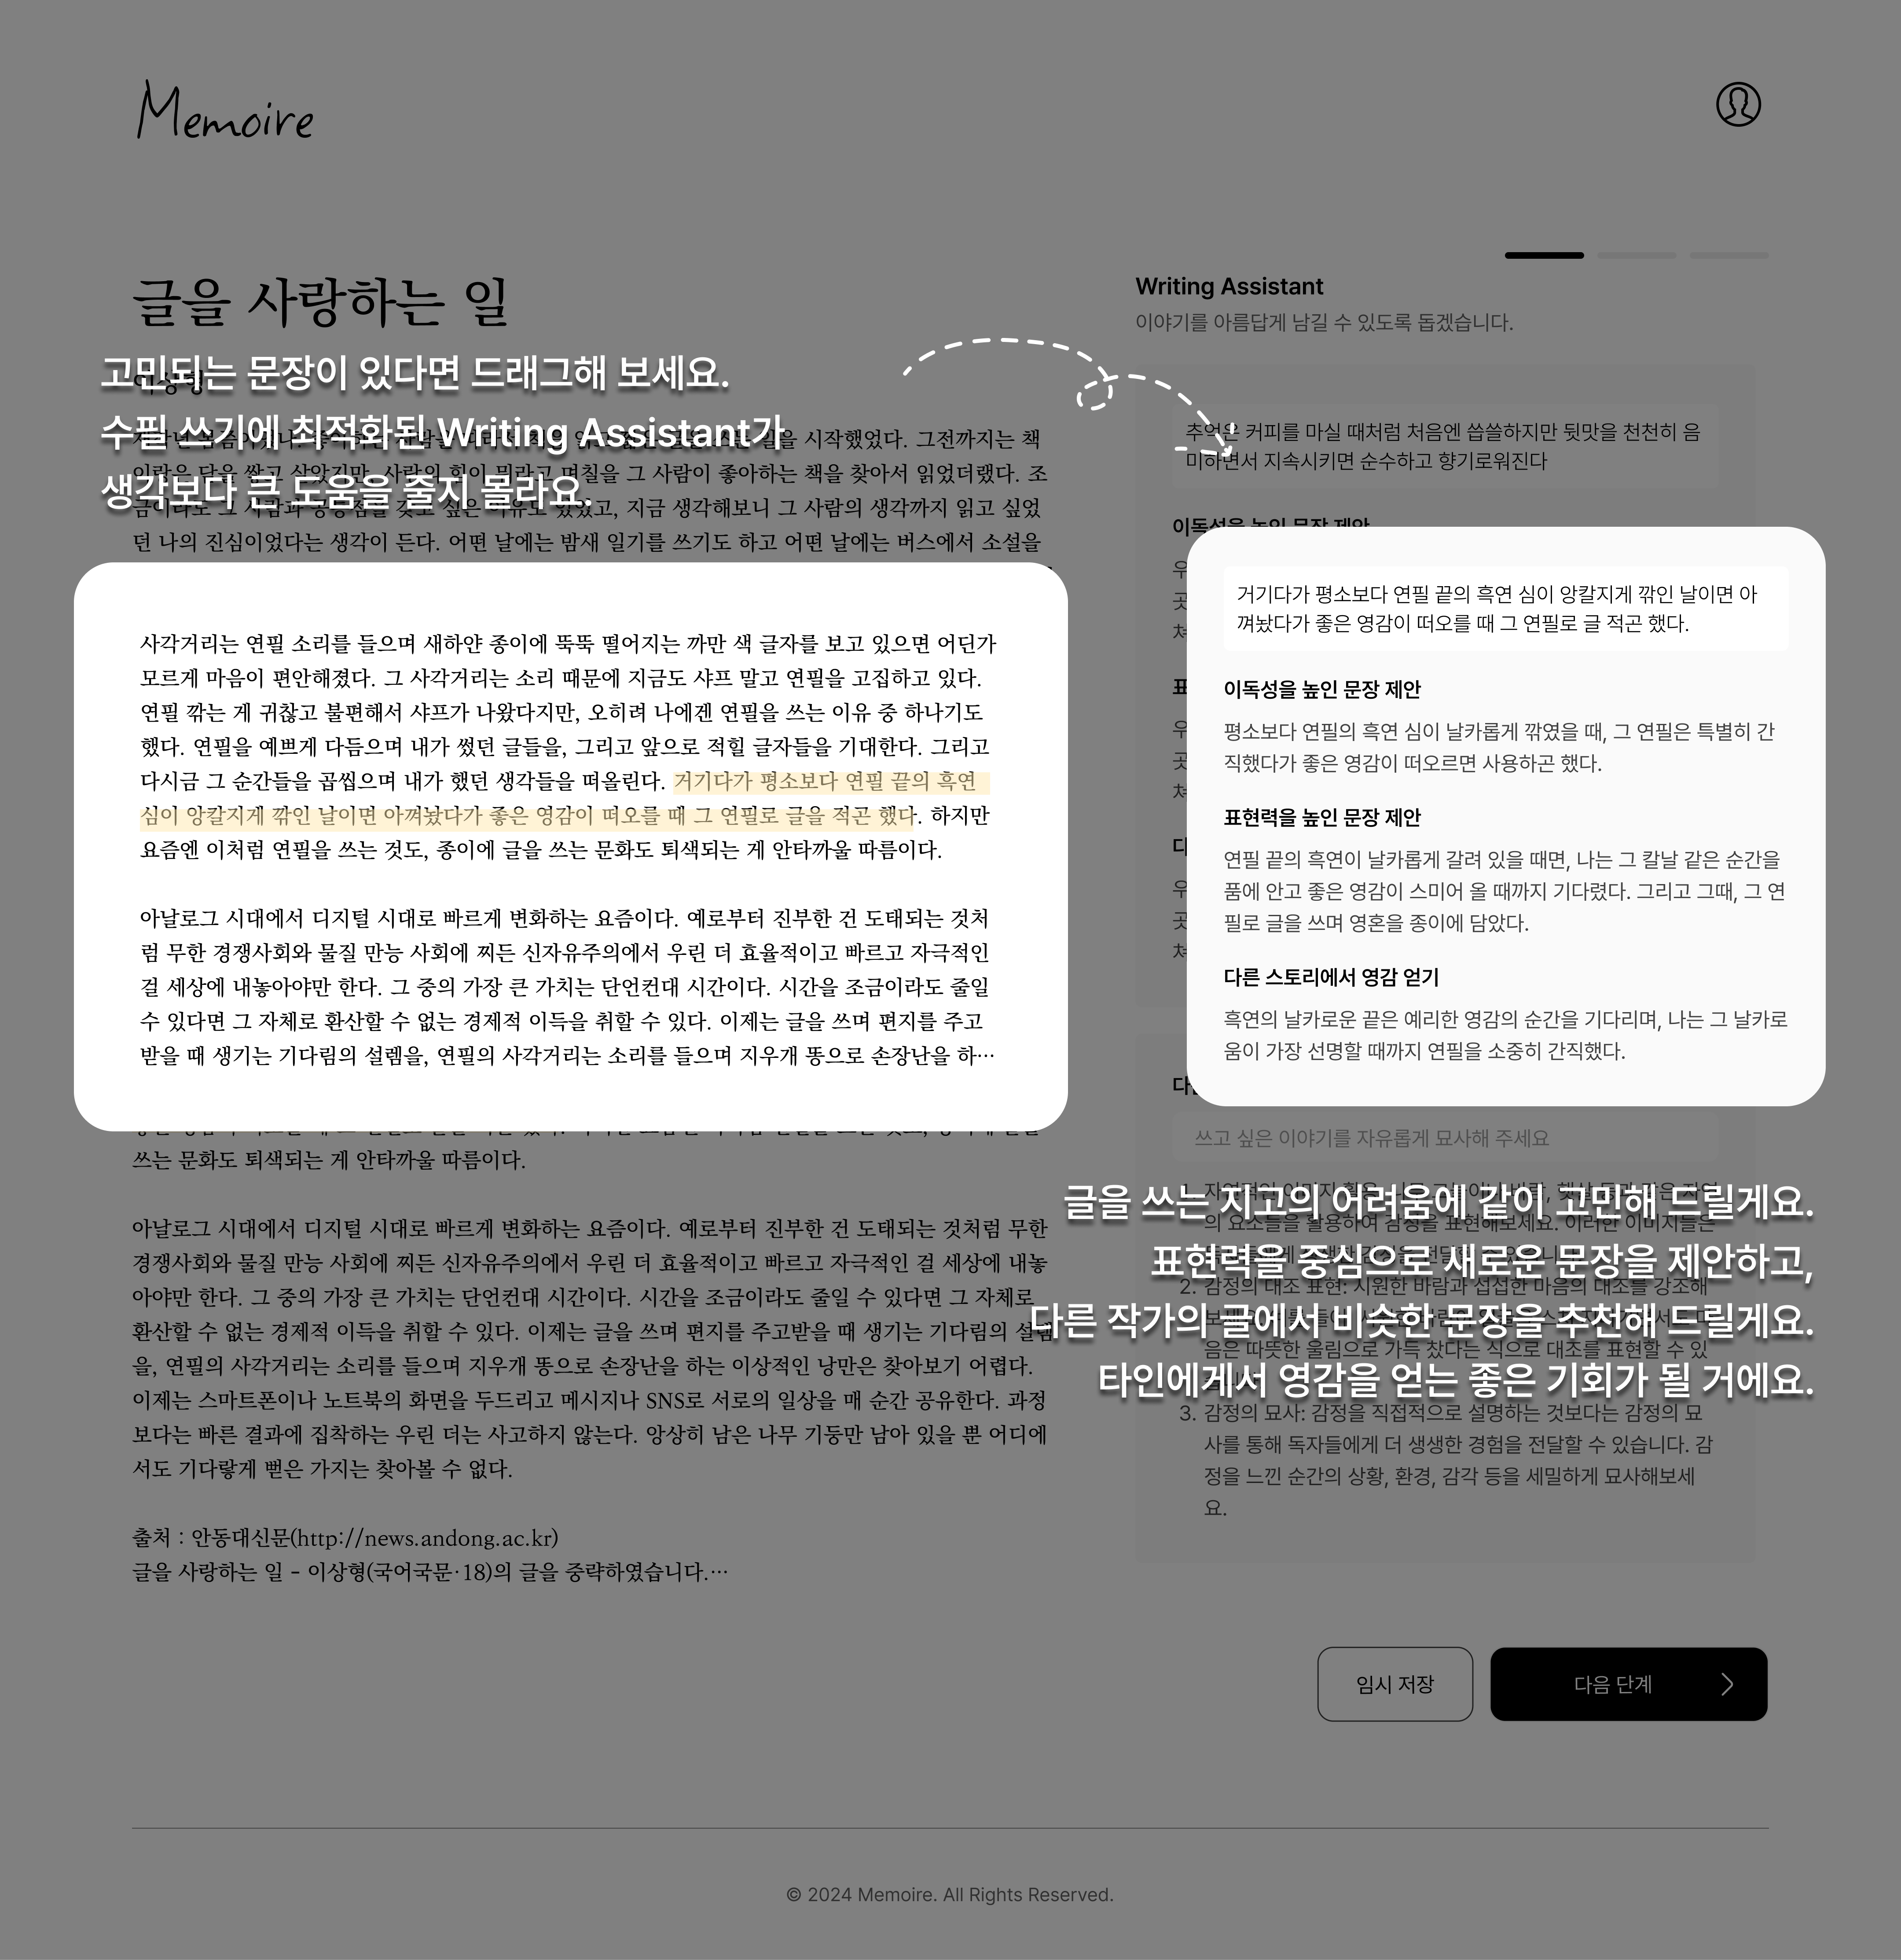 Memoire
글을 사랑하는 일
고민되는 문장이 있다면 드래그해 보세요.
수필 쓰기에 최적화된 Writing Assistant가
생각보다 큰 도움을 줄지 몰라요.
이상형
시작했었다. 그전까지는 책
그 사람이 좋아하는 책을 찾아서 읽었더랬다. 조
지금 생각해보니 그 사람의 생각까지 읽고 싶었
던 나의 진심이었다는 생각이 든다. 어떤 날에는 밤새 일기를 쓰기도 하고 어떤 날에는 버스에서 소설을
사각거리는 연필 소리를 들으며 새하얀 종이에 뚝뚝 떨어지는 까만 색 글자를 보고 있으면 어딘가
모르게 마음이 편안해졌다. 그 사각거리는 소리 때문에 지금도 샤프 말고 연필을 고집하고 있다.
연필 깎는 게 귀찮고 불편해서 샤프가 나왔다지만, 오히려 나에겐 연필을 쓰는 이유 중 하나기도
했다. 연필을 예쁘게 다듬으며 내가 썼던 글들을, 그리고 앞으로 적힐 글자들을 기대한다. 그리고
다시금 그 순간들을 곱씹으며 내가 했던 생각들을 떠올린다. 거기다가 평소보다 연필 끝의 흑연
심이 앙칼지게 깎인 날이면 아껴놨다가 좋은 영감이 떠오를 때 그 연필로 글을 적곤 했다. 하지만
요즘엔 이처럼 연필을 쓰는 것도, 종이에 글을 쓰는 문화도 퇴색되는 게 안타까울 따름이다.
아날로그 시대에서 디지털 시대로 빠르게 변화하는 요즘이다. 예로부터 진부한 건 도태되는 것처
럼 무한 경쟁사회와 물질 만능 사회에 찌든 신자유주의에서 우린 더 효율적이고 빠르고 자극적인
걸 세상에 내놓아야만 한다. 그 중의 가장 큰 가치는 단언컨대 시간이다. 시간을 조금이라도 줄일
수 있다면 그 자체로 환산할 수 없는 경제적 이득을 취할 수 있다. 이제는 글을 쓰며 편지를 주고
받을 때 생기는 기다림의 설렘을, 연필의 사각거리는 소리를 들으며 지우개 똥으로 손장난을 하…
쓰는 문화도 퇴색되는 게 안타까울 따름이다.
아날로그 시대에서 디지털 시대로 빠르게 변화하는 요즘이다. 예로부터 진부한 건 도태되는 것처럼 무한
경쟁사회와 물질 만능 사회에 찌든 신자유주의에서 우린 더 효율적이고 빠르고 자극적인 걸 세상에 내놓
아야만 한다. 그 중의 가장 큰 가치는 단언컨대 시간이다. 시간을 조금이라도 줄일 수 있다면 그 자체로
환산할 수 없는 경제적 이득을 취할 수 있다. 이제는 글을 쓰며 편지를 주고받을 때 생기는 기다림의 설렘
을, 연필의 사각거리는 소리를 들으며 지우개 똥으로 손장난을 하는 이상적인 낭만은 찾아보기 어렵다.
이제는 스마트폰이나 노트북의 화면을 두드리고 메시지나 SNS로 서로의 일상을 매 순간 공유한다. 과정
보다는 빠른 결과에 집착하는 우린 더는 사고하지 않는다. 앙상히 남은 나무 기둥만 남아 있을 뿐 어디에
서도 기다랗게 뻗은 가지는 찾아볼 수 없다.
출처 : 안동대신문(http://news.andong.ac.kr)
글을 사랑하는 일 - 이상형(국어국문·18)의 글을 중략하였습니다.…
Writing Assistant
이야기를 아름답게 남길 수 있도록 돕겠습니다.
추억은 커피를 마실 때처럼 처음엔 씁쓸하지만 뒷맛을 천천히 음
미하면서 지속시키면 순수하고 향기로워진다
이독성을 높인 문장 제안
거기다가 평소보다 연필 끝의 흑연 심이 앙칼지게 깎인 날이면 아
껴놨다가 좋은 영감이 떠오를 때 그 연필로 글 적곤 했다.
이독성을 높인 문장 제안
평소보다 연필의 흑연 심이 날카롭게 깎였을 때, 그 연필은 특별히 간
직했다가 좋은 영감이 떠오르면 사용하곤 했다.
표현력을 높인 문장 제안
연필 끝의 흑연이 날카롭게 갈려 있을 때면, 나는 그 칼날 같은 순간을
품에 안고 좋은 영감이 스미어 올 때까지 기다렸다. 그리고 그때, 그 연
필로 글을 쓰며 영혼을 종이에 담았다.
다른 스토리에서 영감 얻기
흑연의 날카로운 끝은 예리한 영감의 순간을 기다리며, 나는 그 날카로
움이 가장 선명할 때까지 연필을 소중히 간직했다.
쓰고 싶은 이야기를 자유롭게 묘사해 주세요
글을 쓰는 지고의 어려움에 같이 고민해 드릴게요.
표현력을 중심으로 새로운 문장을 제안하고,
다른 작가의 글에서 비슷한 문장을 추천해 드릴게요.
타인에게서 영감을 얻는 좋은 기회가 될 거에요.
의 요소들을 활용하여 감정을 표현해보세요. 이러한 이미지들은
2. 감정의 대조 표현: 시원한 바람과 섭섭한 마음의 대조를 강조해
음은 따뜻한 울림으로 가득 찼다는 식으로 대조를 표현할 수 있
3. 감정의 묘사: 감정을 직접적으로 설명하는 것보다는 감정의 묘
사를 통해 독자들에게 더 생생한 경험을 전달할 수 있습니다. 감
정을 느낀 순간의 상황, 환경, 감각 등을 세밀하게 묘사해보세
요.
임시 저장
다음 단계
© 2024 Memoire. All Rights Reserved.